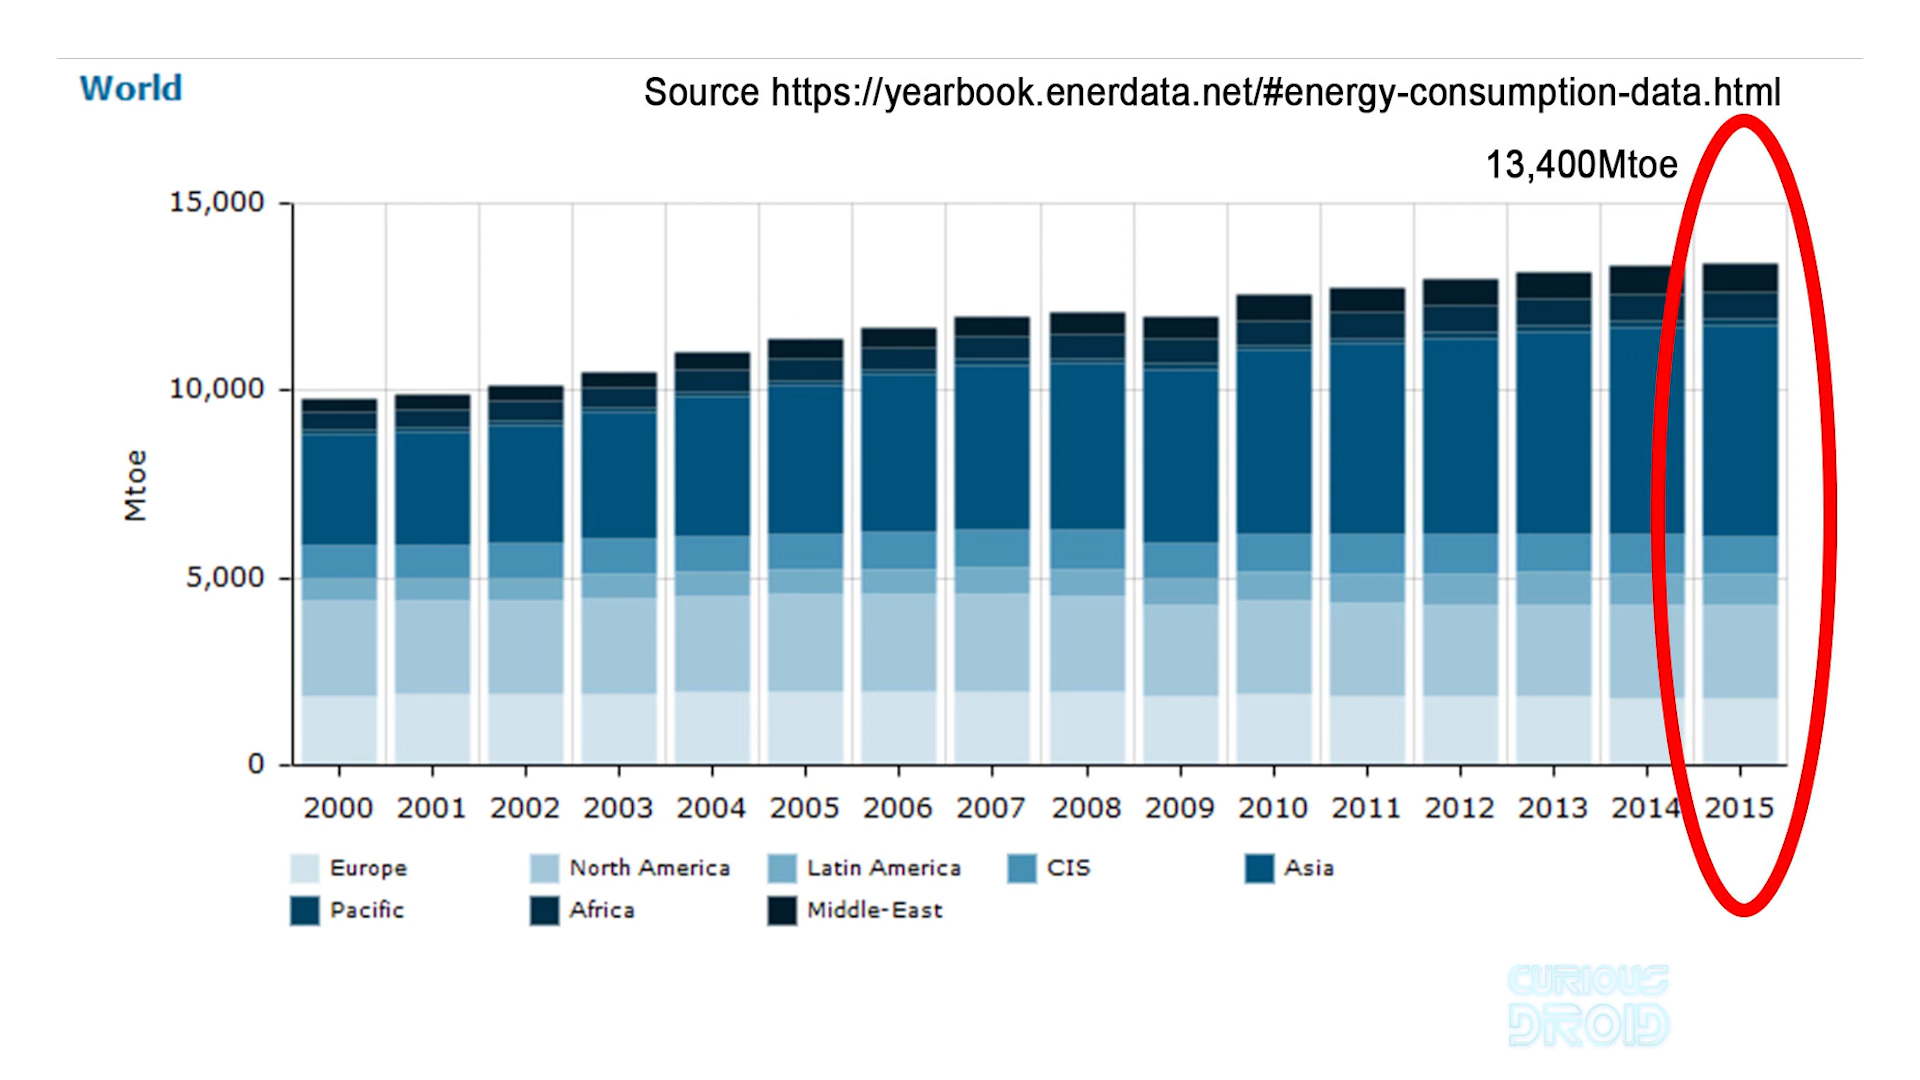 World
Source https://yearbook.enerdata.net/#energy-consumption-data.html
13,400Mtoe
15,000
10,000
5,000
0
Mtoe
2000 2001 2002 2003 2004 2005 2006 2007 2008 2009 2010 2011 2012 2013 2014 2015
Europe North America Latin America CIS Asia
Pacific Africa Middle-East
CURIOUS
DROID